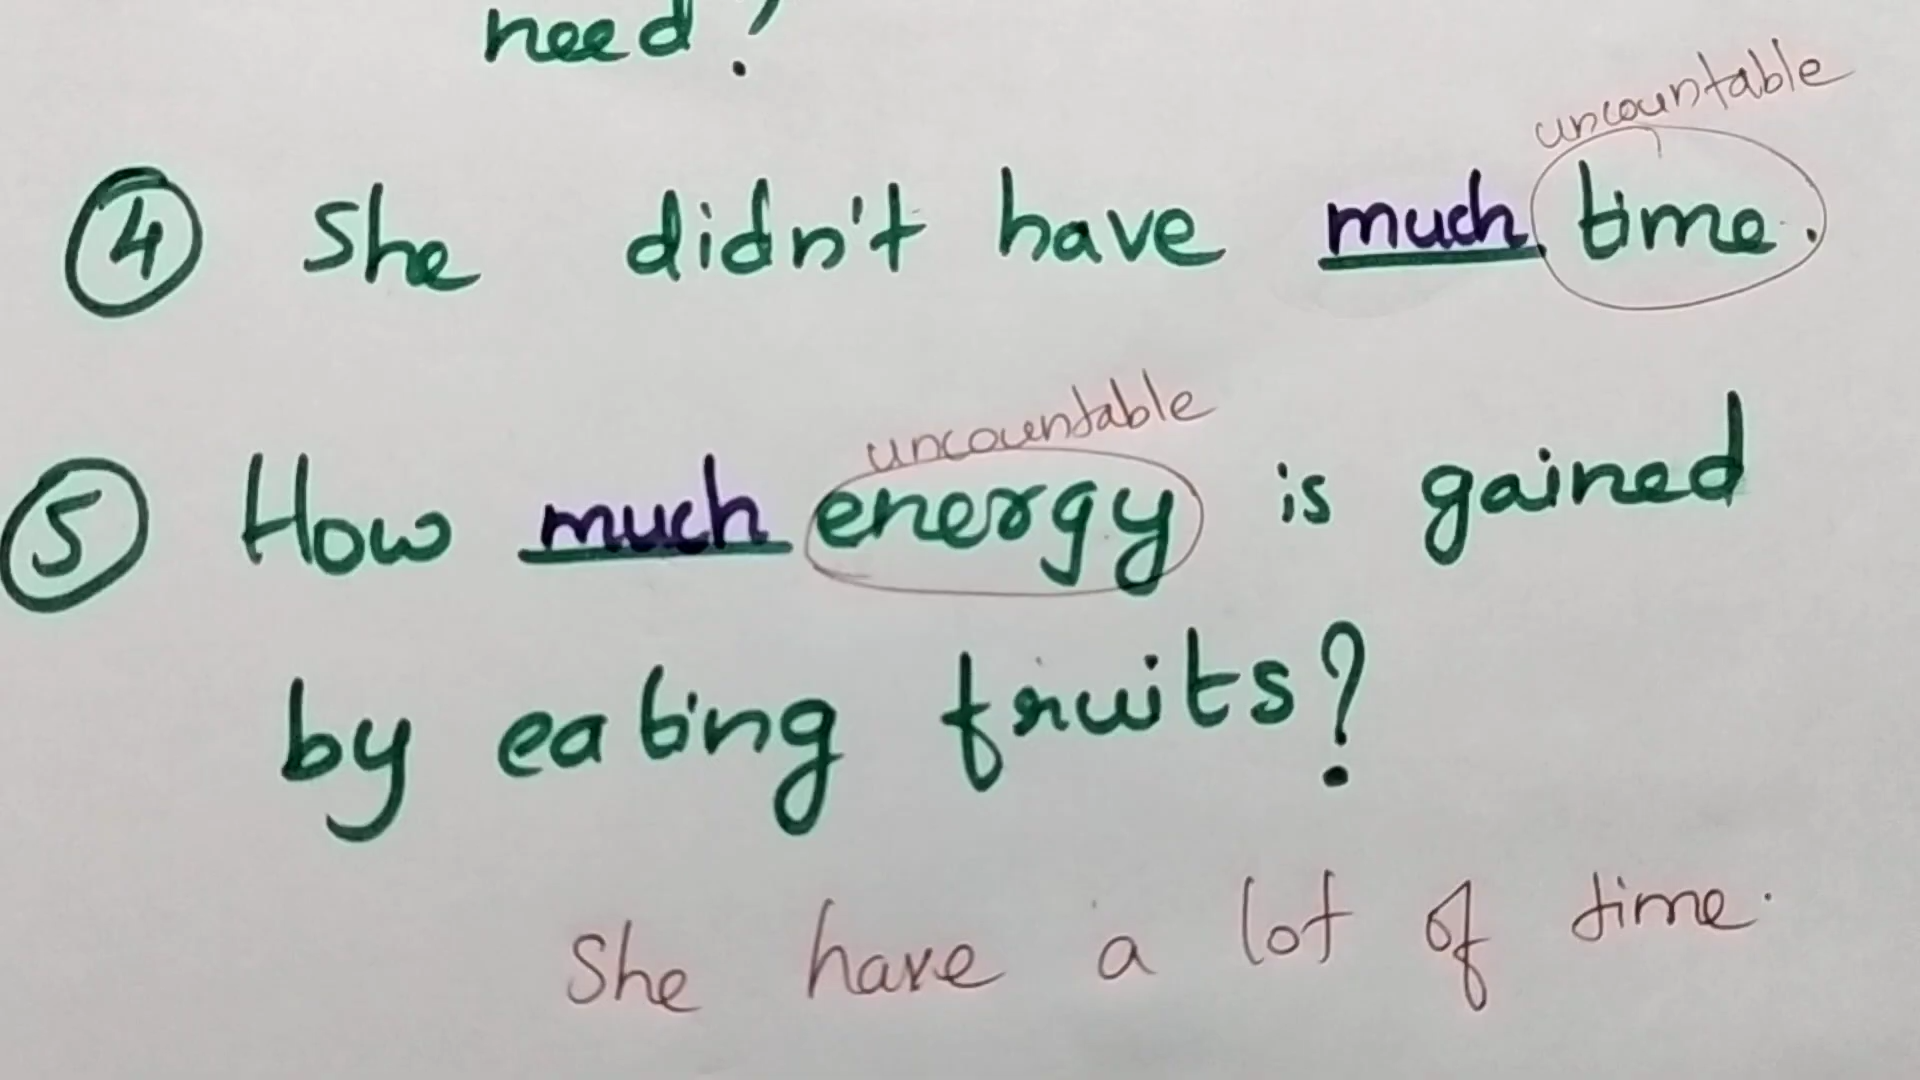 need?
uncountable
4 She didn't have much time.
uncountable
5 How much energy is gained
by eating fruits?
She have a lot of time.